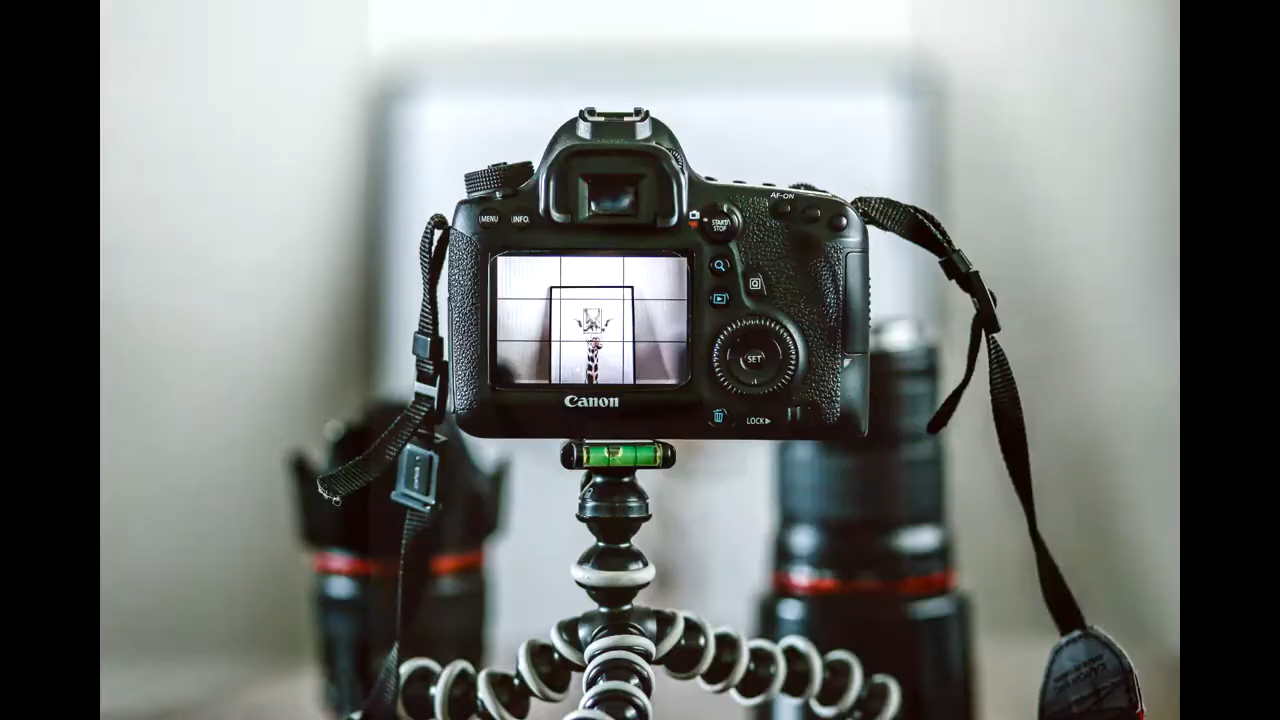 AF-ON
MENU INFO.
START/
STOP
Q
SET
Canon
LOCK